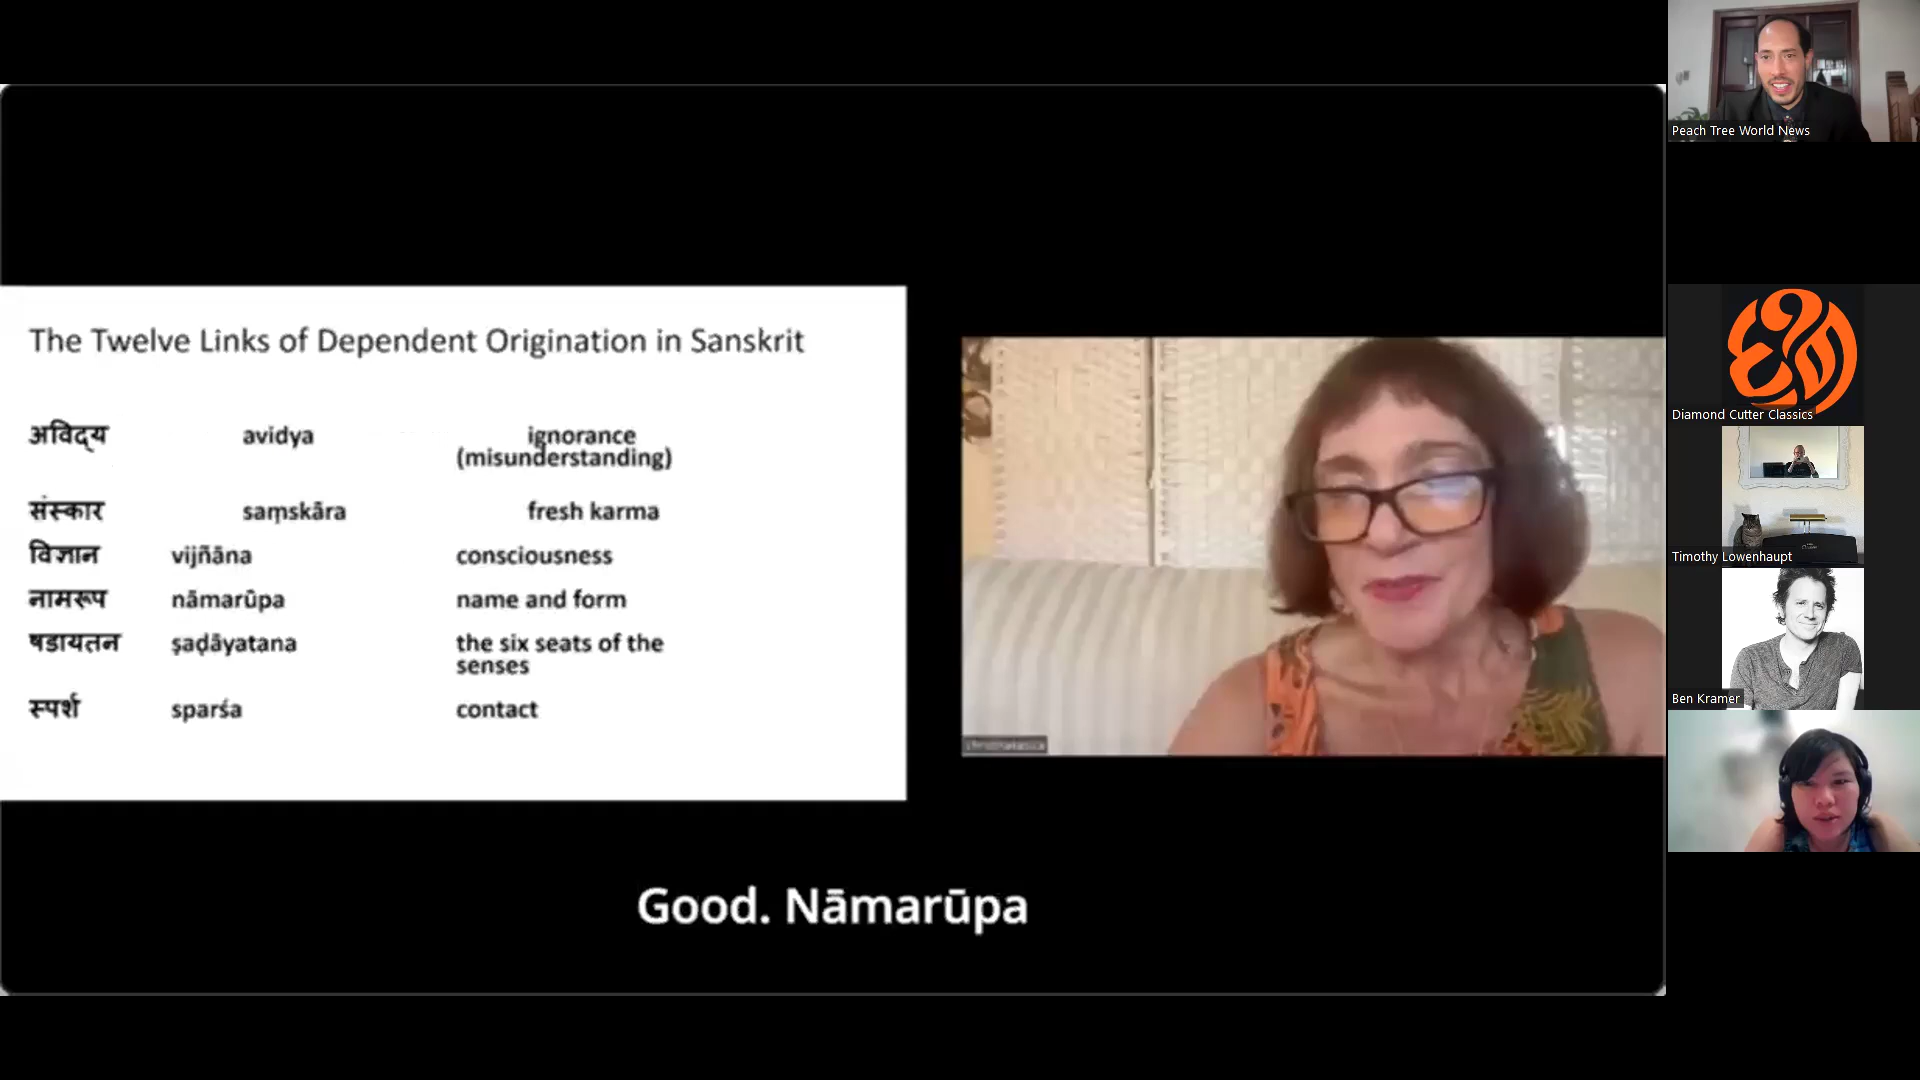 The Twelve Links of Dependent Origination in Sanskrit
अविद्य avidya ignorance
(misunderstanding)
संस्कार saṃskāra fresh karma
विज्ञान vijñāna consciousness
नामरूप nāmarūpa name and form
षडायतन ṣaḍāyatana the six seats of the
senses
स्पर्श sparśa contact
Good. Nāmarūpa
Peach Tree World News
Diamond Cutter Classics
Timothy Lowenhaupt
Ben Kramer